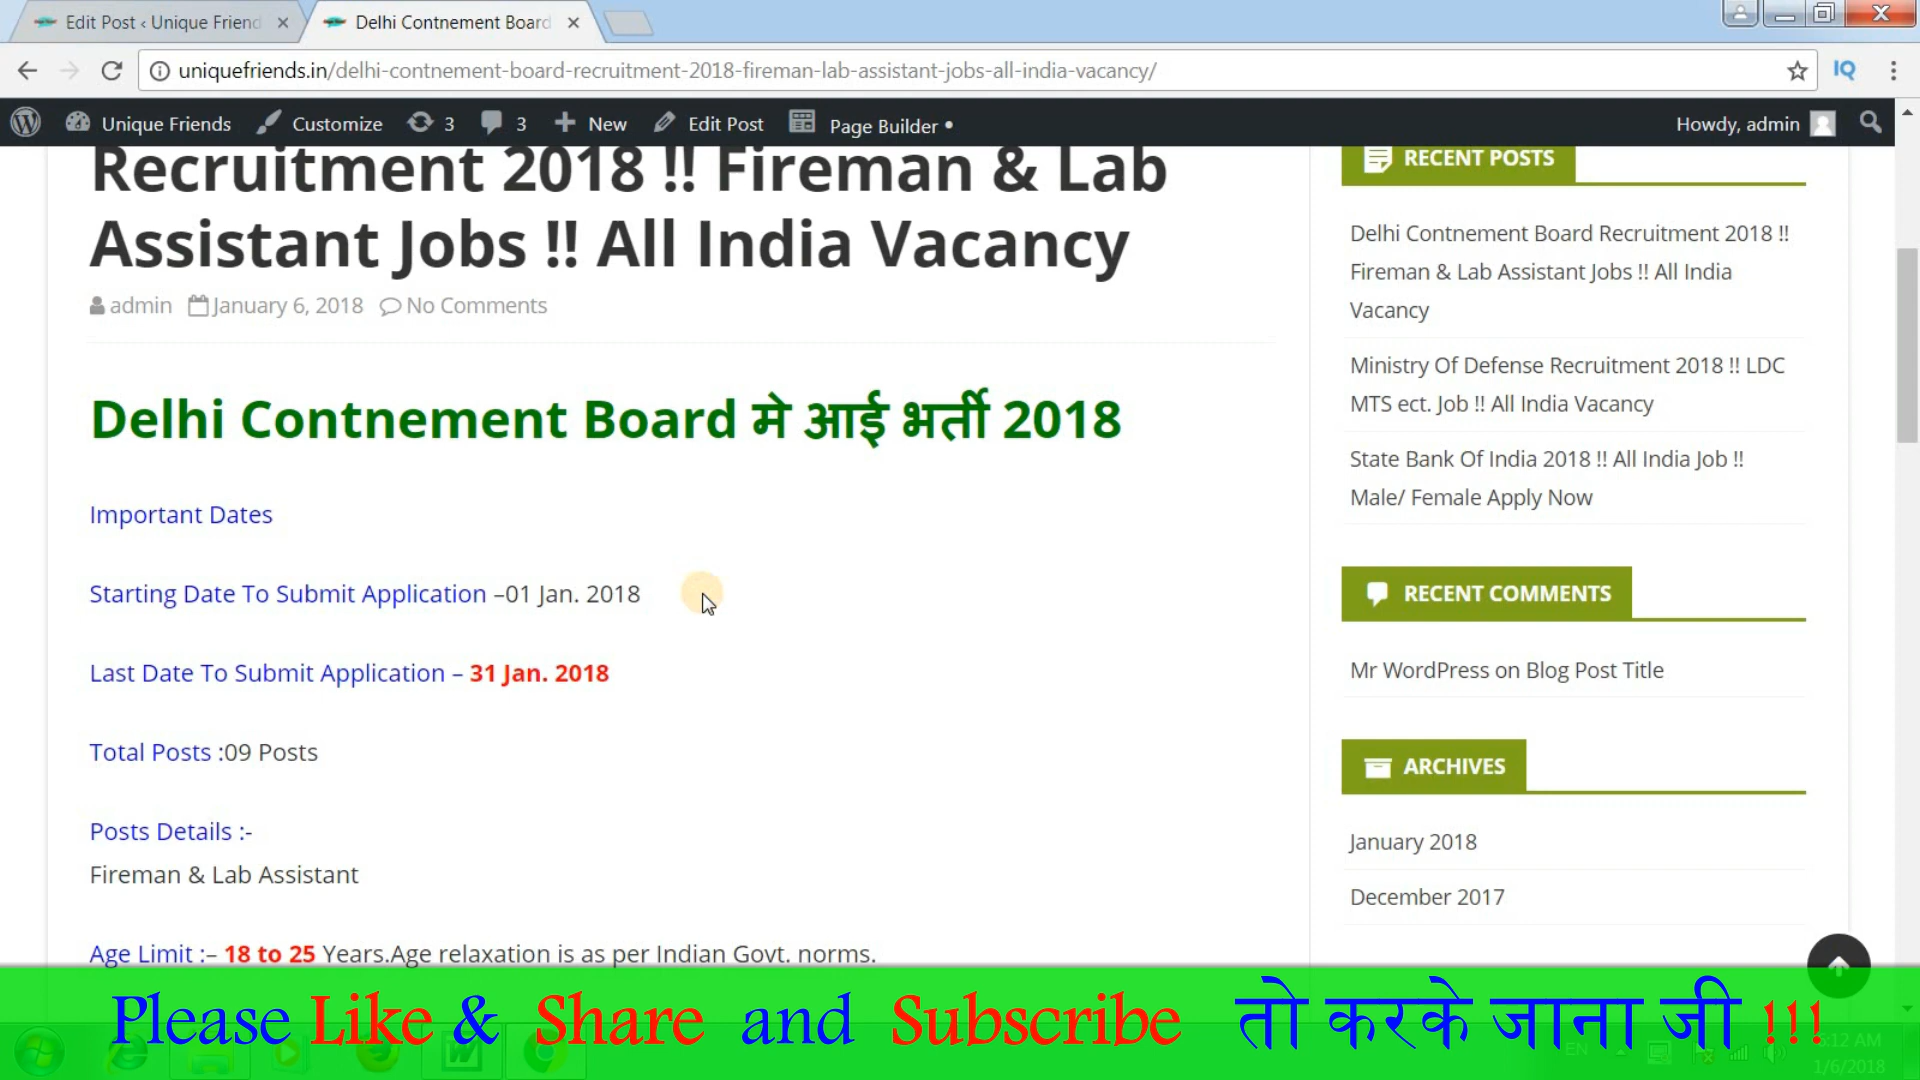 Edit Post ‹ Unique Friend
Delhi Contnement Board
uniquefriends.in/delhi-contnement-board-recruitment-2018-fireman-lab-assistant-jobs-all-india-vacancy/
IQ
Unique Friends Customize 3 3 New Edit Post Page Builder Howdy, admin
Recruitment 2018 !! Fireman & Lab
Assistant Jobs !! All India Vacancy
admin January 6, 2018 No Comments
Delhi Contnement Board मे आई भर्ती 2018
Important Dates
Starting Date To Submit Application –01 Jan. 2018
Last Date To Submit Application – 31 Jan. 2018
Total Posts :09 Posts
Posts Details :-
Fireman & Lab Assistant
Age Limit :– 18 to 25 Years.Age relaxation is as per Indian Govt. norms.
RECENT POSTS
Delhi Contnement Board Recruitment 2018 !!
Fireman & Lab Assistant Jobs !! All India
Vacancy
Ministry Of Defense Recruitment 2018 !! LDC
MTS ect. Job !! All India Vacancy
State Bank Of India 2018 !! All India Job !!
Male/ Female Apply Now
RECENT COMMENTS
Mr WordPress on Blog Post Title
ARCHIVES
January 2018
December 2017
Please Like & Share and Subscribe तो करके जाना जी !!!
EN
:12 AM
1/6/2018